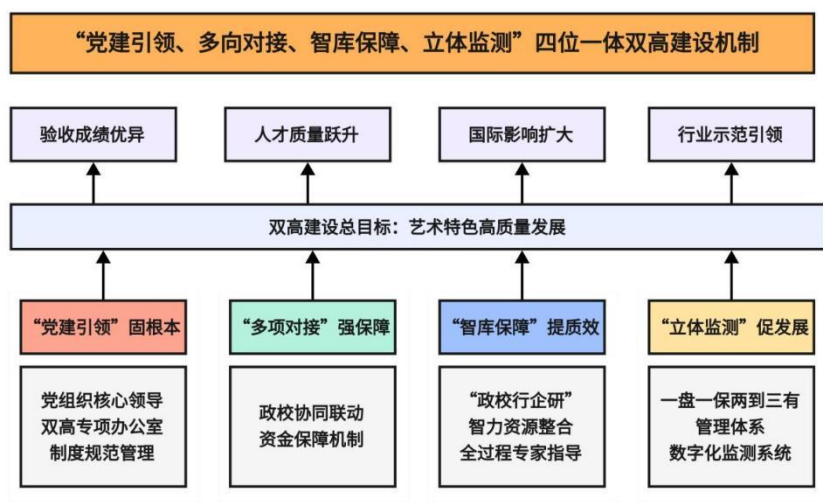 “党建引领、多向对接、智库保障、立体监测”四位一体双高建设机制
验收成绩优异
人才质量跃升
国际影响扩大
行业示范引领
双高建设总目标：艺术特色高质量发展
“党建引领”固根本
“多项对接”强保障
“智库保障”提质效
“立体监测”促发展
党组织核心领导
双高专项办公室
制度规范管理
政校协同联动
资金保障机制
“政校行企研”
智力资源整合
全过程专家指导
一盘一保两到三有
管理体系
数字化监测系统